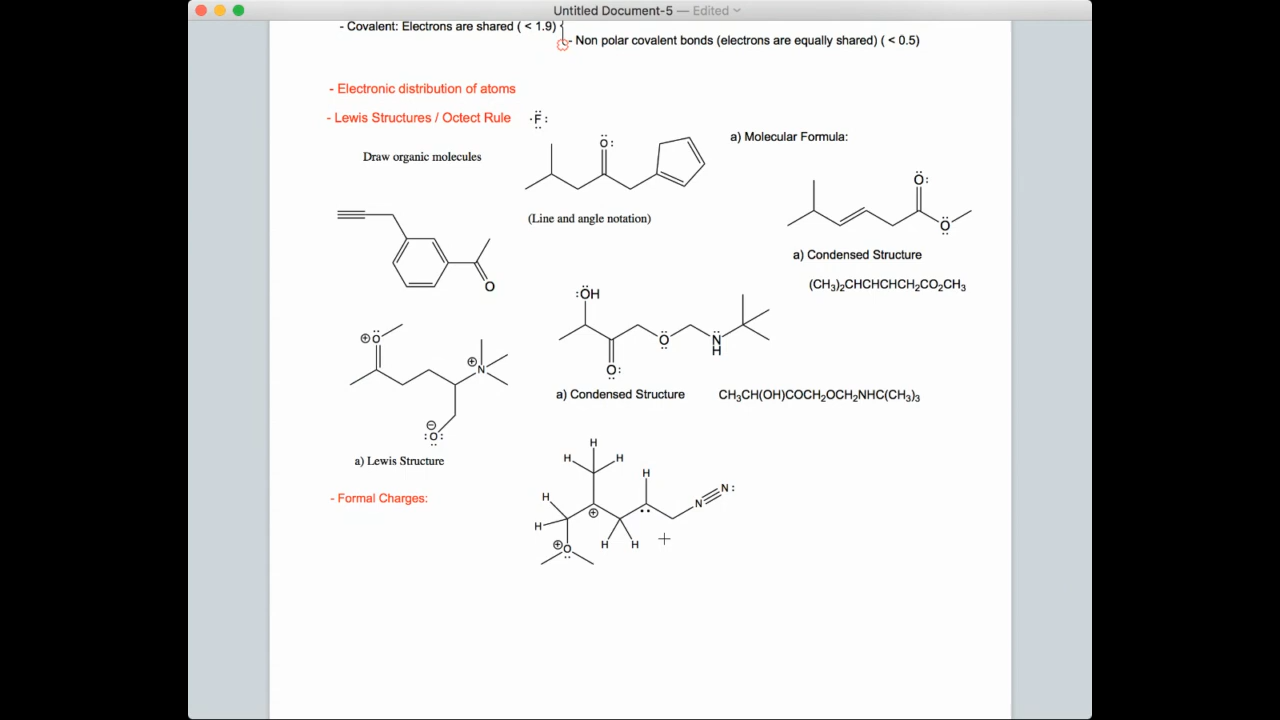 Untitled Document-5 — Edited
- Covalent: Electrons are shared ( < 1.9)
- Non polar covalent bonds (electrons are equally shared) ( < 0.5)
- Electronic distribution of atoms
- Lewis Structures / Octect Rule
·F:
O:
a) Molecular Formula:
Draw organic molecules
O:
(Line and angle notation)
O
a) Condensed Structure
(CH₃)₂CHCHCHCH₂CO₂CH₃
O
:OH
O
N
H
O:
⊕O
⊕
N
⊖
:O:
a) Condensed Structure
CH₃CH(OH)COCH₂OCH₂NHC(CH₃)₃
a) Lewis Structure
- Formal Charges:
H
H
H
H
H
N
N:
H
⊕
H
H
H
⊕O